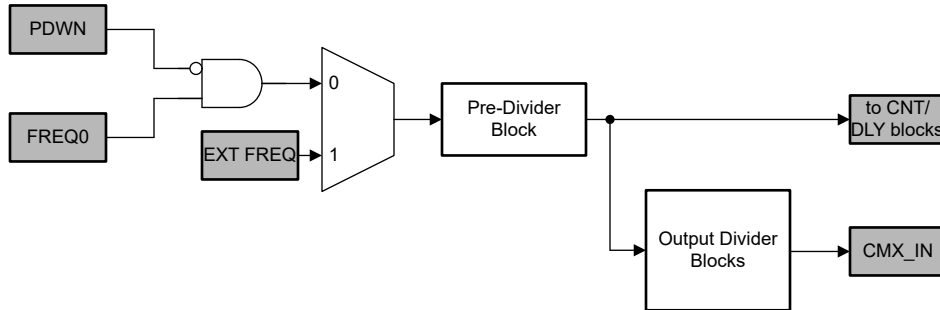 PDWN
FREQ0
EXT FREQ
0
1
Pre-Divider
Block
to CNT/
DLY blocks
Output Divider
Blocks
CMX_IN